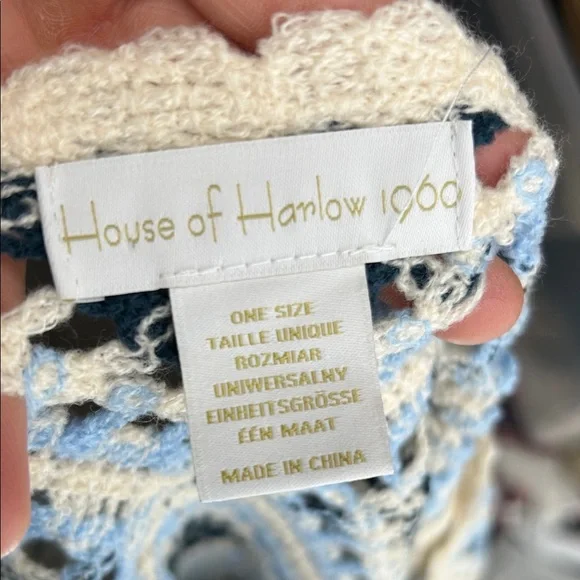 House of Harlow 1960
ONE SIZE
TAILLE UNIQUE
ROZMIAR
UNIWERSALNY
EINHEITSGRÖSSE
ÉÉN MAAT
MADE IN CHINA